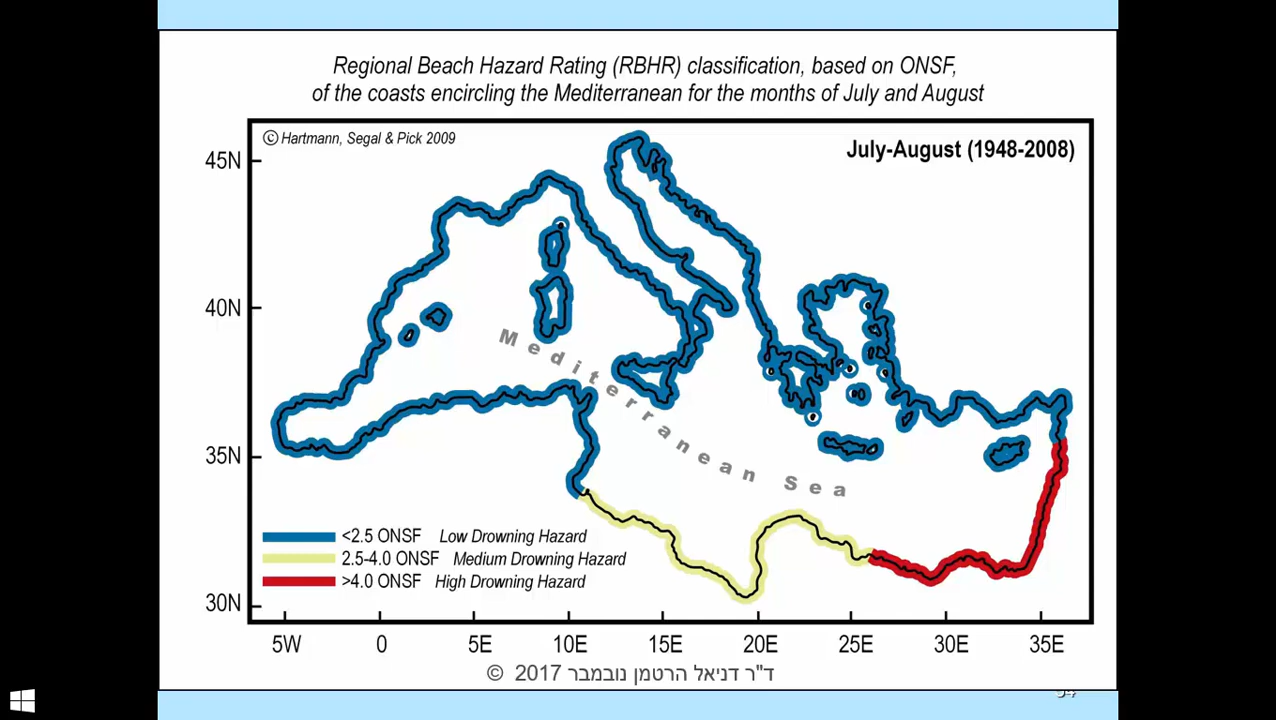 Regional Beach Hazard Rating (RBHR) classification, based on ONSF,
of the coasts encircling the Mediterranean for the months of July and August
© Hartmann, Segal & Pick 2009
July-August (1948-2008)
45N
40N
35N
30N
Mediterranean Sea
<2.5 ONSF Low Drowning Hazard
2.5-4.0 ONSF Medium Drowning Hazard
>4.0 ONSF High Drowning Hazard
5W 0 5E 10E 15E 20E 25E 30E 35E
ד"ר דניאל הרטמן נובמבר 2017 ©